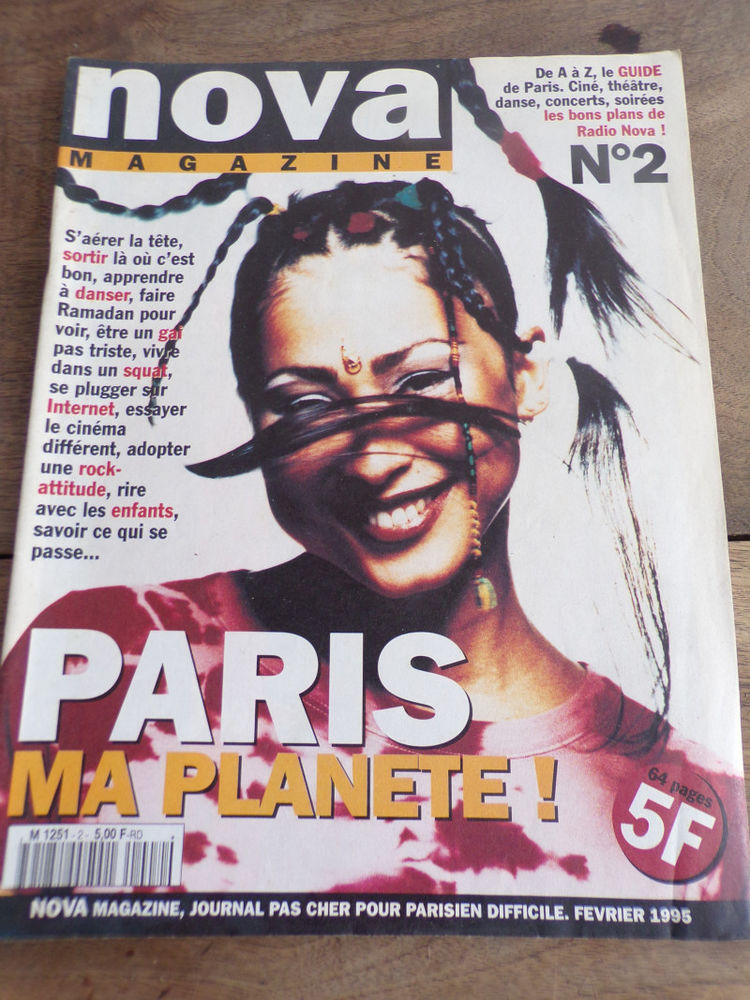 nova
MAGAZINE
De A à Z, le GUIDE
de Paris. Ciné, théâtre,
danse, concerts, soirées
les bons plans de
Radio Nova !
N°2
S'aérer la tête,
sortir là où c'est
bon, apprendre
à danser, faire
Ramadan pour
voir, être un gai
pas triste, vivre
dans un squat,
se plugger sur
Internet, essayer
le cinéma
différent, adopter
une rock-
attitude, rire
avec les enfants,
savoir ce qui se
passe...
PARIS
MA PLANETE !
64 pages
5F
M 1251 - 2 - 5,00 F-RD
NOVA MAGAZINE, JOURNAL PAS CHER POUR PARISIEN DIFFICILE. FEVRIER 1995